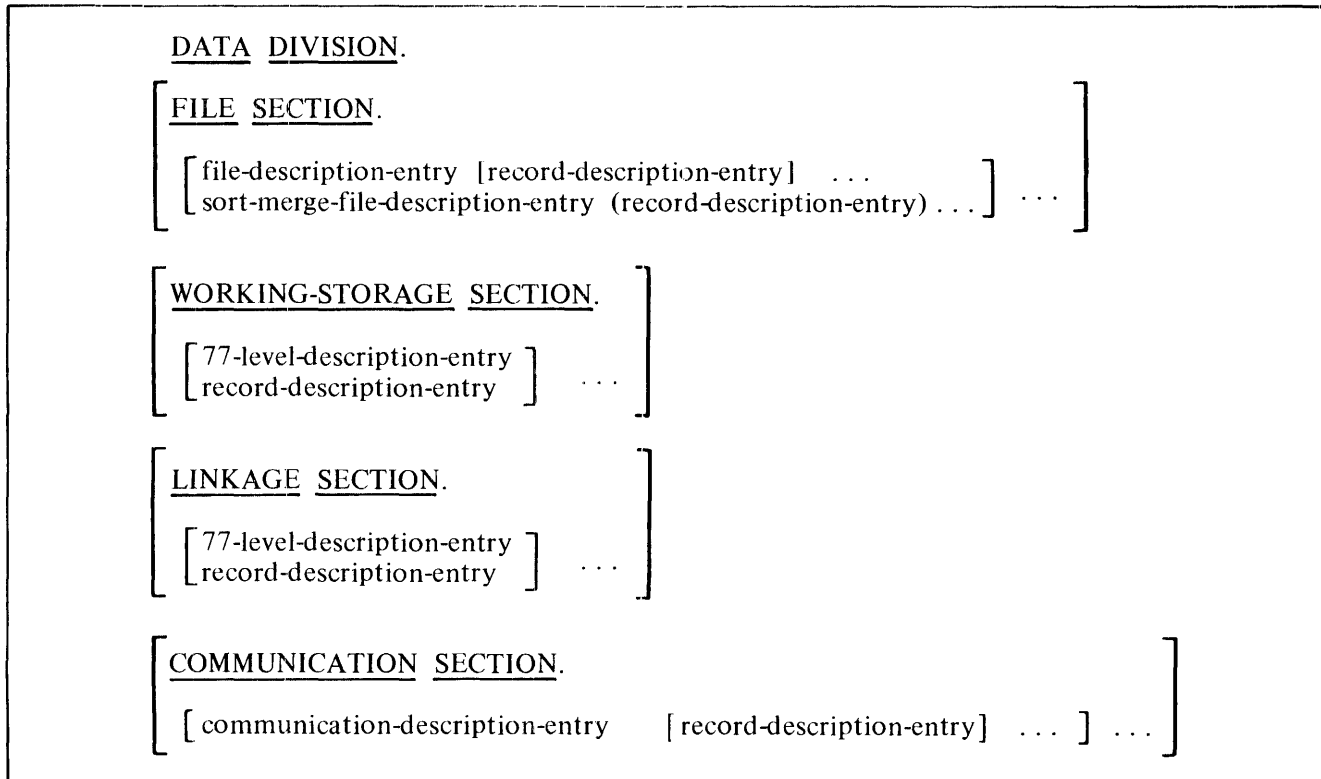 DATA DIVISION.
FILE SECTION.
[file-description-entry [record-description-entry] ...
sort-merge-file-description-entry (record-description-entry) ...] ...
WORKING-STORAGE SECTION.
[77-level-description-entry
record-description-entry] ...
LINKAGE SECTION.
[77-level-description-entry
record-description-entry] ...
COMMUNICATION SECTION.
[communication-description-entry [record-description-entry] ... ] ...